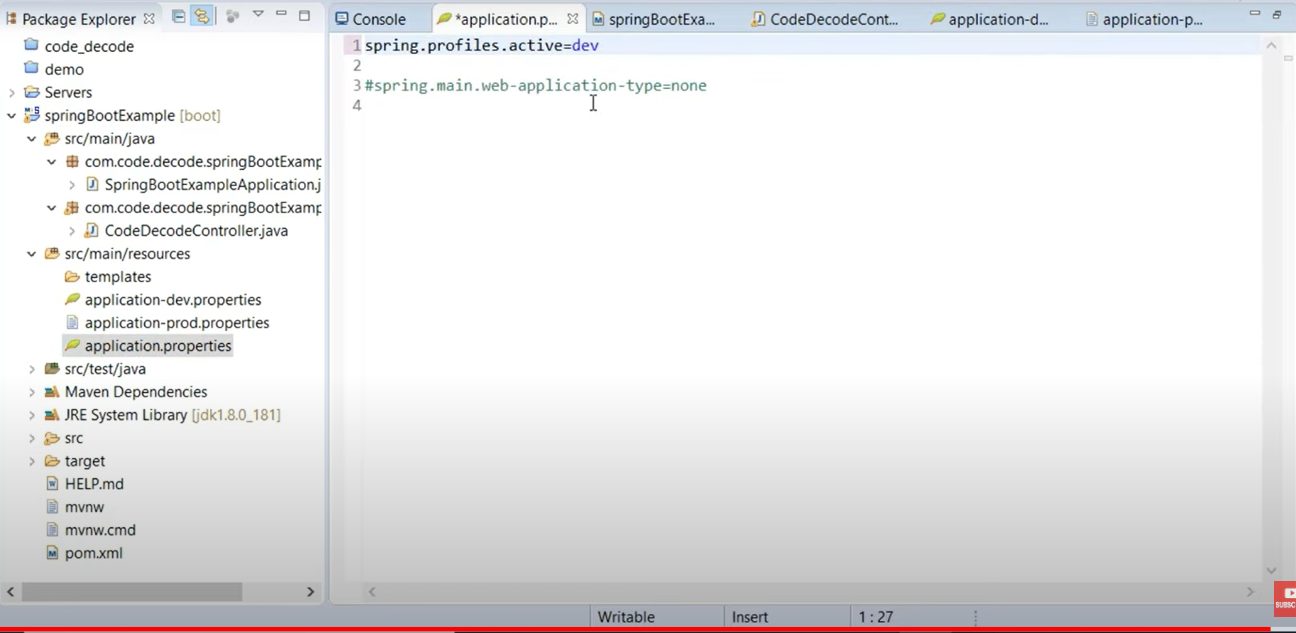 Package Explorer
code_decode
demo
Servers
springBootExample [boot]
src/main/java
com.code.decode.springBootExamp
SpringBootExampleApplication.j
com.code.decode.springBootExamp
CodeDecodeController.java
src/main/resources
templates
application-dev.properties
application-prod.properties
application.properties
src/test/java
Maven Dependencies
JRE System Library [jdk1.8.0_181]
src
target
HELP.md
mvnw
mvnw.cmd
pom.xml
Console
*application.p...
springBootExa...
CodeDecodeCont...
application-d...
application-p...
1 spring.profiles.active=dev
2
3 #spring.main.web-application-type=none
4
Writable
Insert
1 : 27
SUBSC